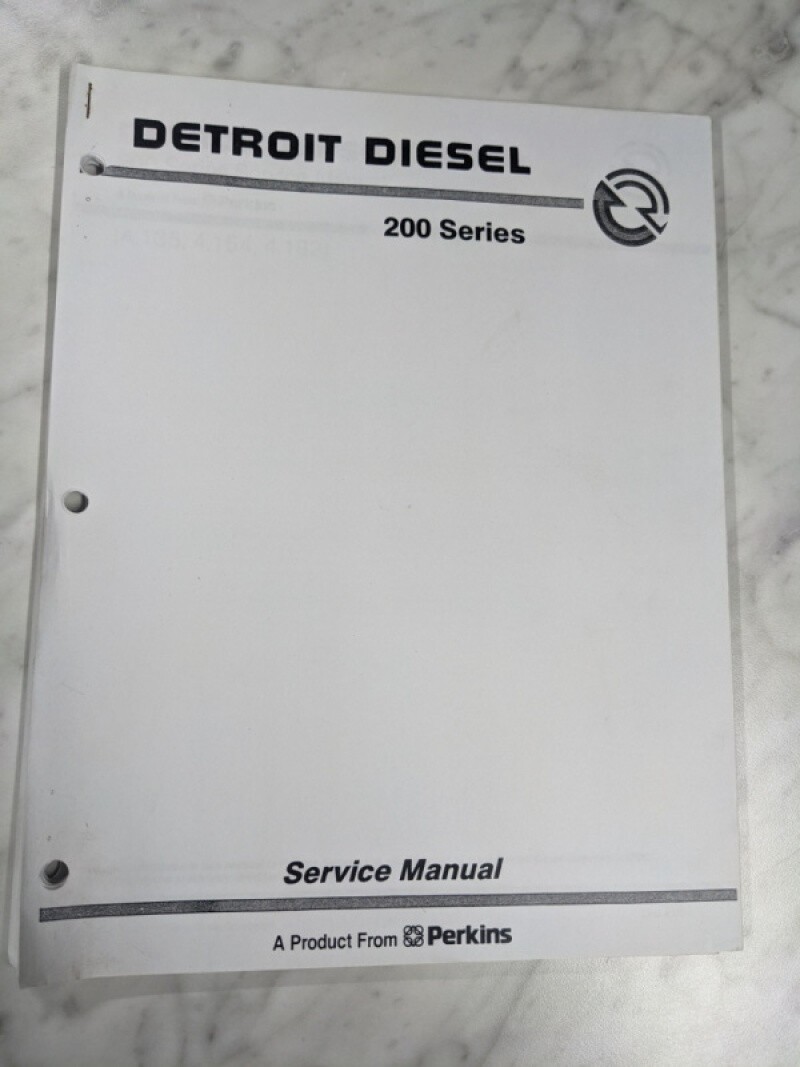 DETROIT DIESEL
200 Series
Service Manual
A Product From Perkins